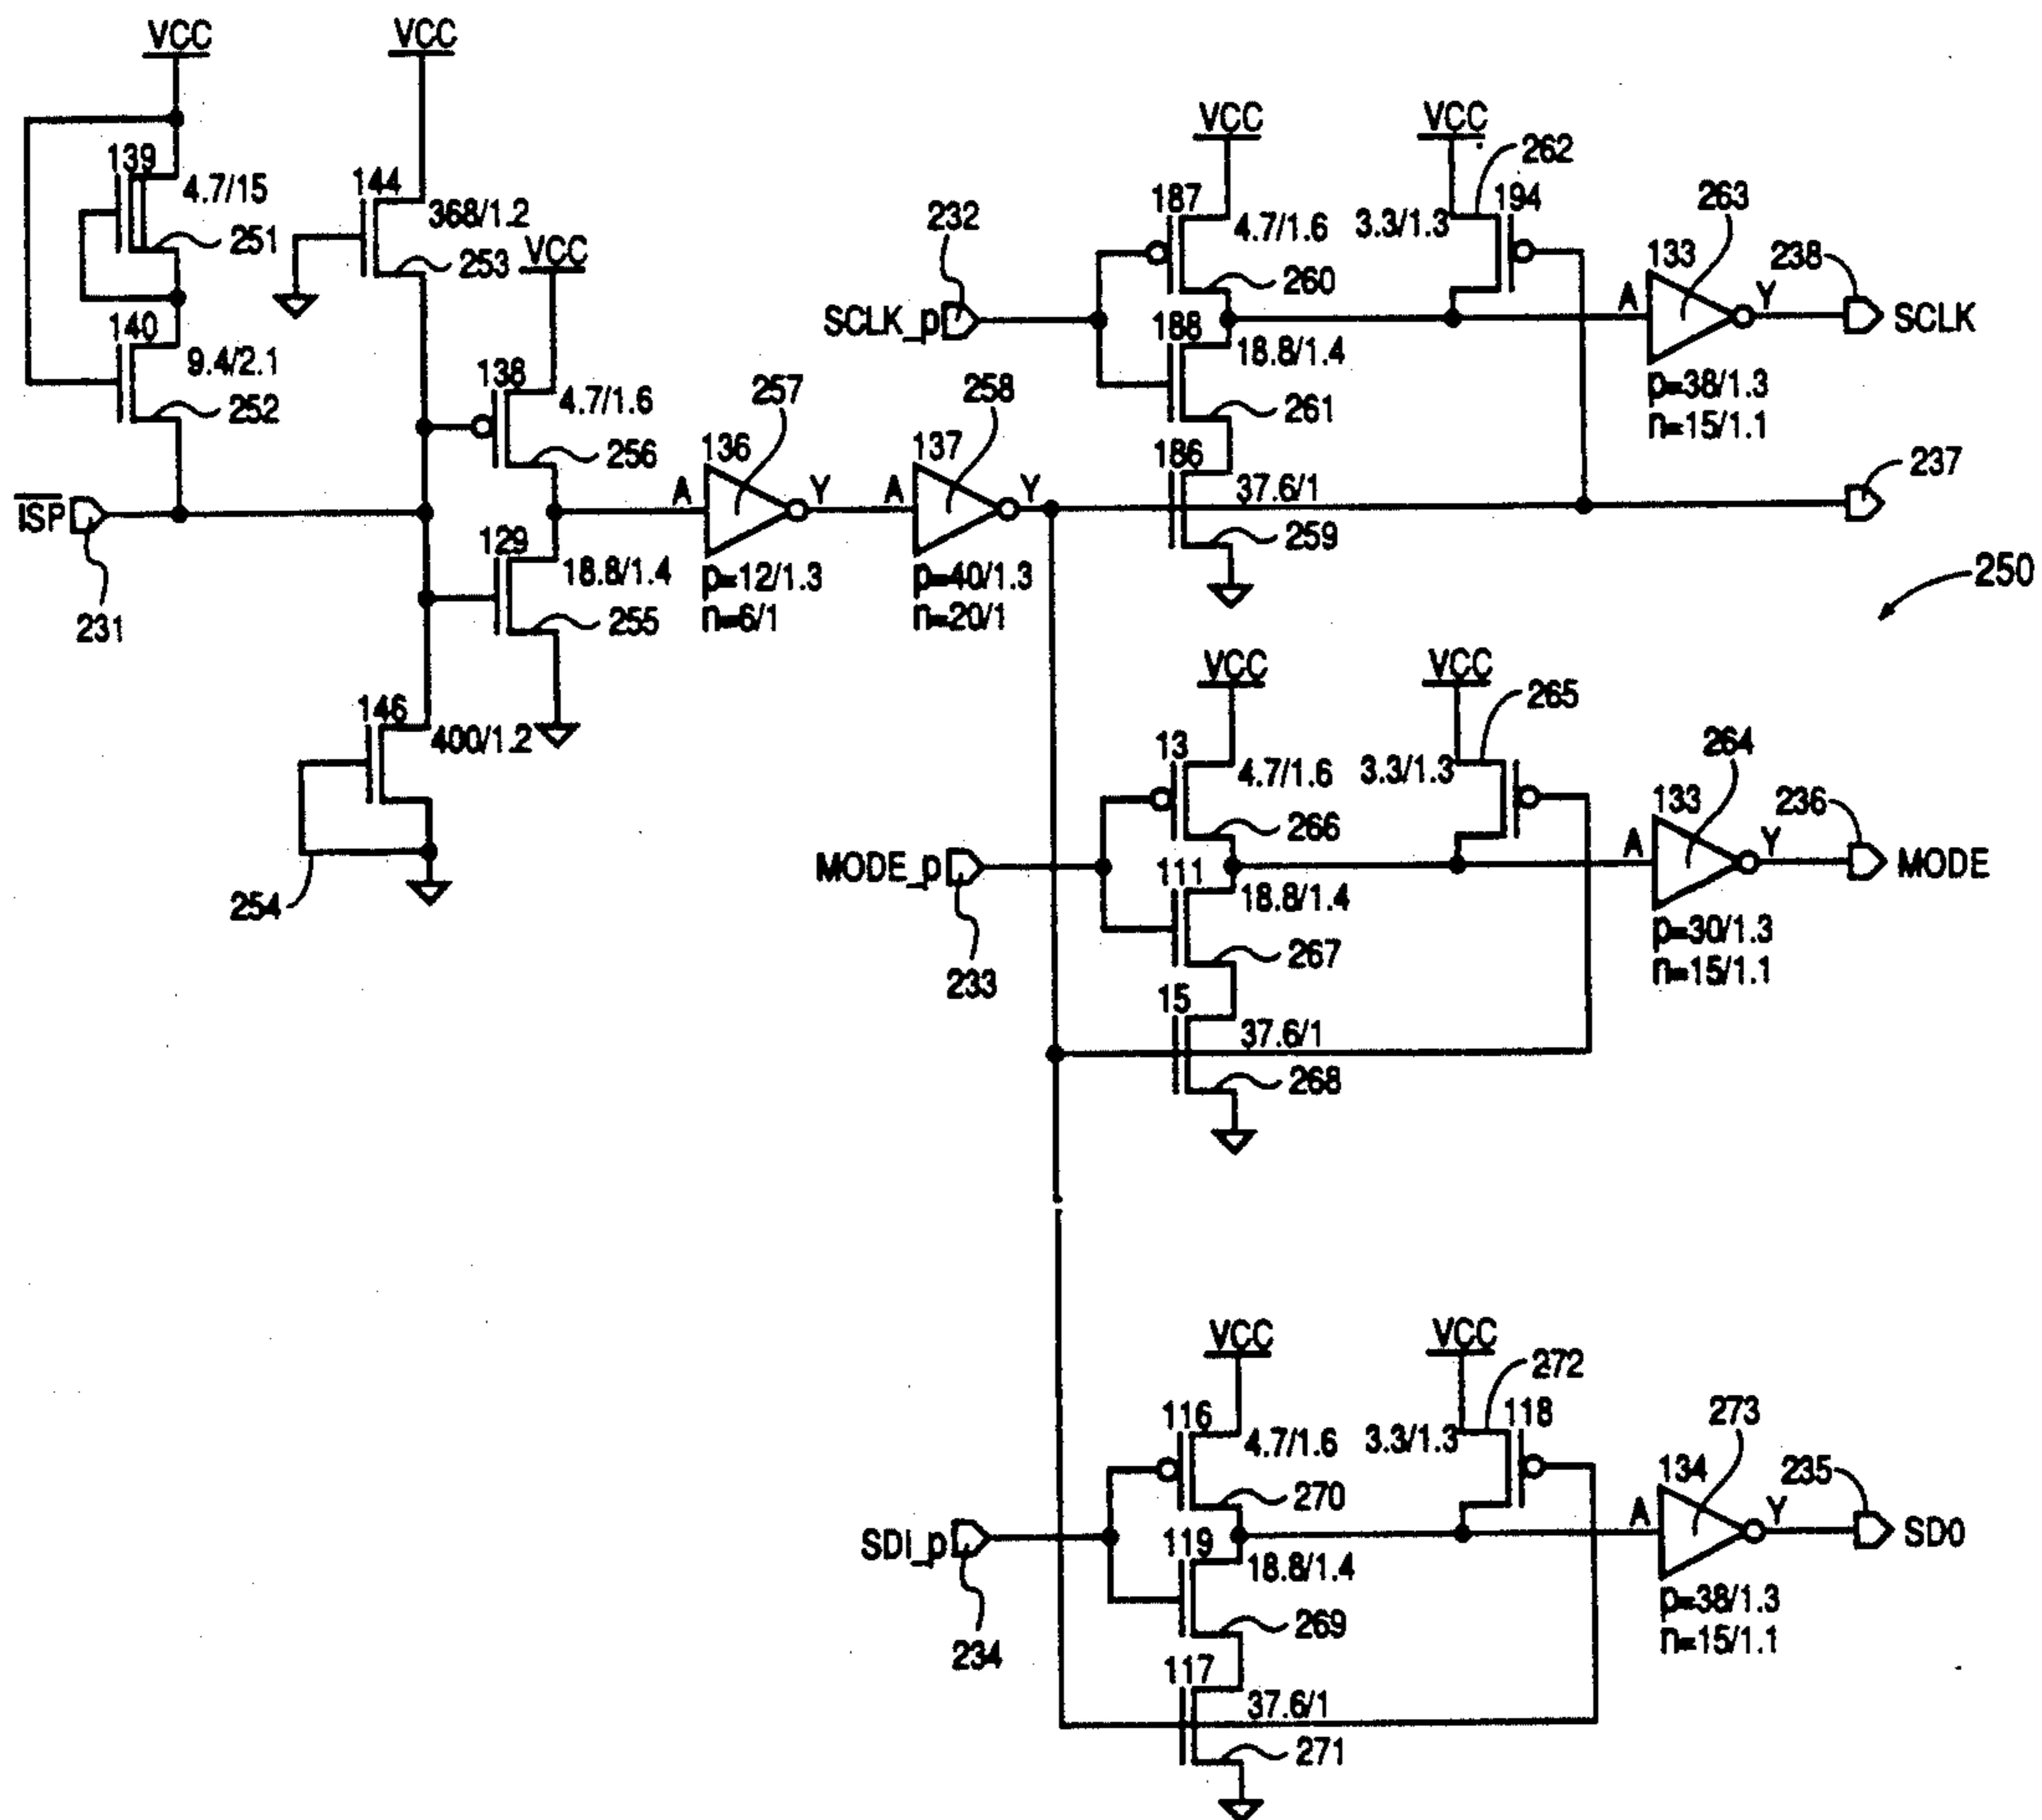 VCC
VCC
139
4.7/15
251
140
9.4/2.1
252
144
368/1.2
253
VCC
138
4.7/1.6
256
ISP
231
129
18.8/1.4
255
146
400/1.2
254
257
136
A
Y
p=12/1.3
n=6/1
258
137
A
Y
p=40/1.3
n=20/1
VCC
VCC
262
187
4.7/1.6
260
3.3/1.3
194
263
133
A
Y
p=38/1.3
n=15/1.1
238
SCLK
232
SCLK_p
188
18.8/1.4
261
186
37.6/1
259
237
250
VCC
VCC
265
13
4.7/1.6
266
3.3/1.3
264
133
A
Y
p=30/1.3
n=15/1.1
236
MODE
MODE_p
233
111
18.8/1.4
267
15
37.6/1
268
VCC
VCC
272
116
4.7/1.6
270
3.3/1.3
118
273
134
A
Y
p=38/1.3
n=15/1.1
235
SD0
SDI_p
234
119
18.8/1.4
269
117
37.6/1
271